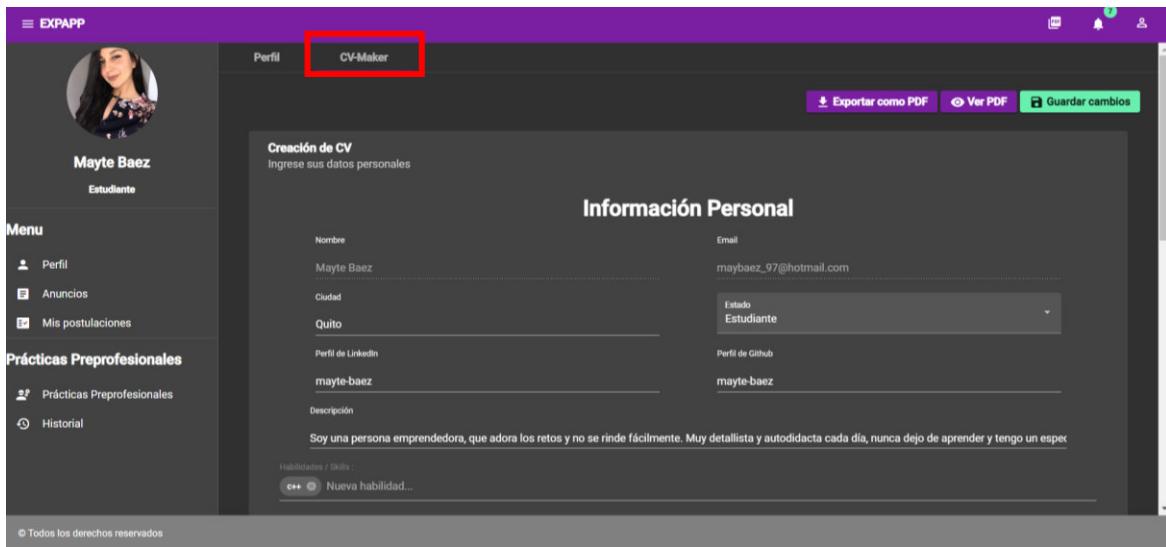 EXPAPP
7
Perfil CV-Maker
Exportar como PDF Ver PDF Guardar cambios
Mayte Baez
Estudiante
Menu
Perfil
Anuncios
Mis postulaciones
Prácticas Preprofesionales
Prácticas Preprofesionales
Historial
Creación de CV
Ingrese sus datos personales
Información Personal
Nombre
Mayte Baez
Email
maybaez_97@hotmail.com
Ciudad
Quito
Estado
Estudiante
Perfil de LinkedIn
mayte-baez
Perfil de Github
mayte-baez
Descripción
Soy una persona emprendedora, que adora los retos y no se rinde fácilmente. Muy detallista y autodidacta cada día, nunca dejo de aprender y tengo un espec
Habilidades / Skills :
c++ Nueva habilidad...
© Todos los derechos reservados